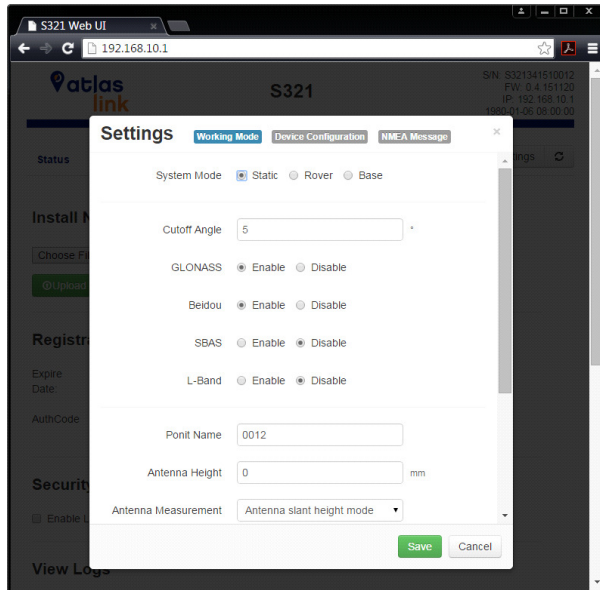 S321 Web UI
192.168.10.1
atlas
link
S321
S/N: S321341510012
FW: 0.4.151120
IP: 192.168.10.1
1980-01-06 08:00:00
Settings Working Mode Device Configuration NMEA Message ×
Status
ngs
System Mode Static Rover Base
Install N
Cutoff Angle 5 °
Choose Fi
GLONASS Enable Disable
Upload
Beidou Enable Disable
Registra
SBAS Enable Disable
Expire
Date:
L-Band Enable Disable
AuthCode
Ponit Name 0012
Antenna Height 0 mm
Security
Antenna Measurement Antenna slant height mode
Enable L
Save Cancel
View Logs